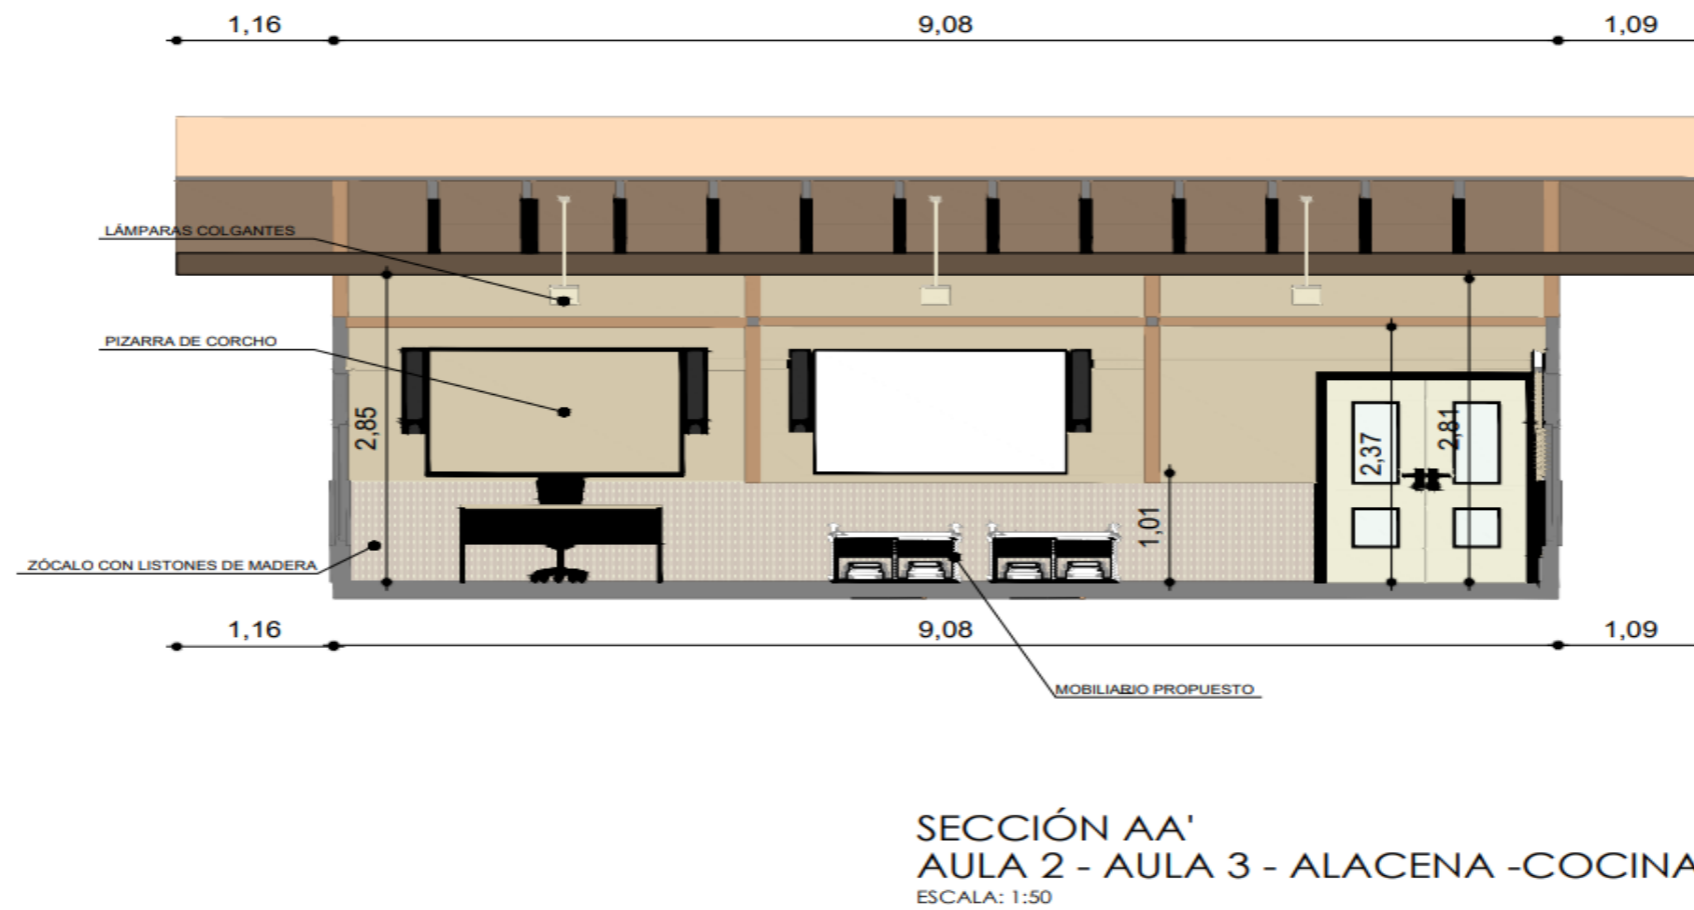 1,16 9,08 1,09
LÁMPARAS COLGANTES
PIZARRA DE CORCHO
2,85
2,37
2,81
1,01
ZÓCALO CON LISTONES DE MADERA
1,16 9,08 1,09
MOBILIARIO PROPUESTO
SECCIÓN AA'
AULA 2 - AULA 3 - ALACENA -COCINA
ESCALA: 1:50